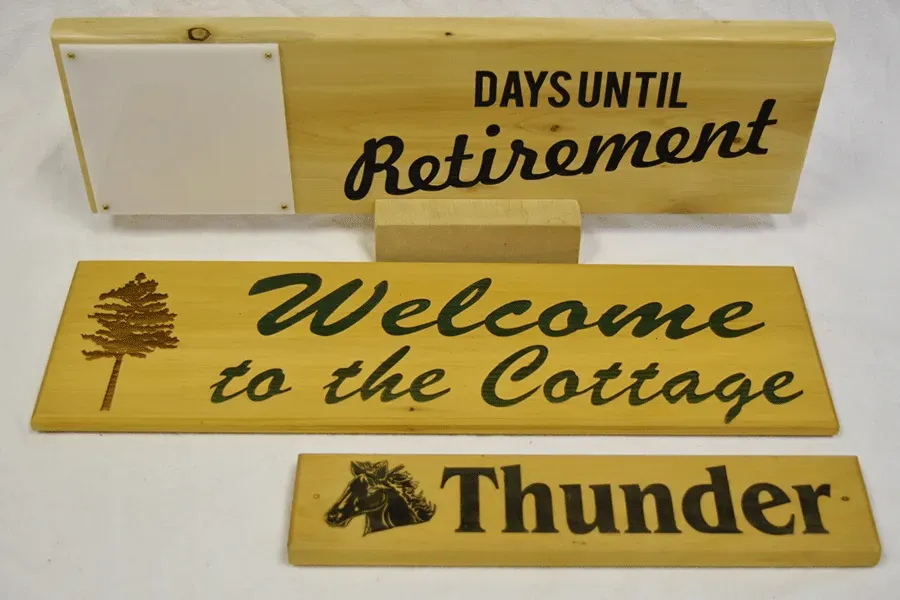 DAYS UNTIL
Retirement
Welcome
to the Cottage
Thunder